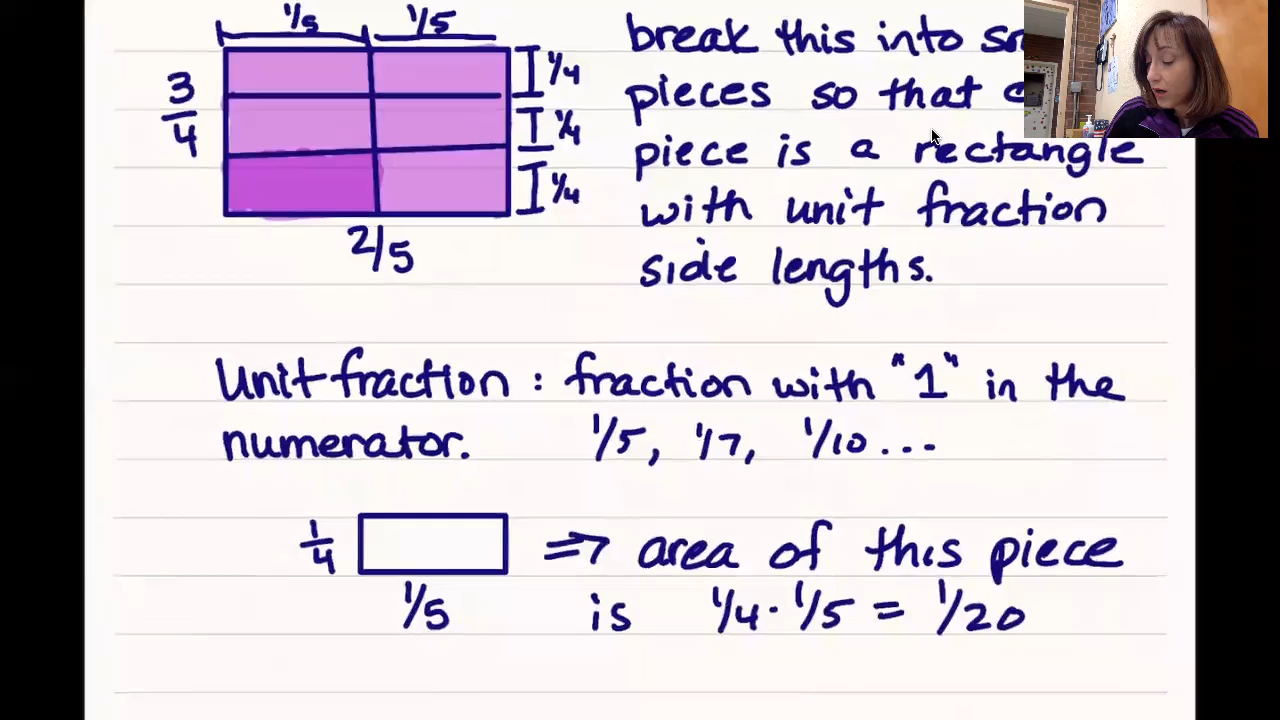 1/5 1/5
3/4
1/4
1/4
1/4
2/5
break this into
pieces so that
piece is a rectangle
with unit fraction
side lengths.
Unit fraction : fraction with "1" in the
numerator. 1/5, 1/7, 1/10...
1/4 ⇒ area of this piece
1/5 is 1/4 · 1/5 = 1/20